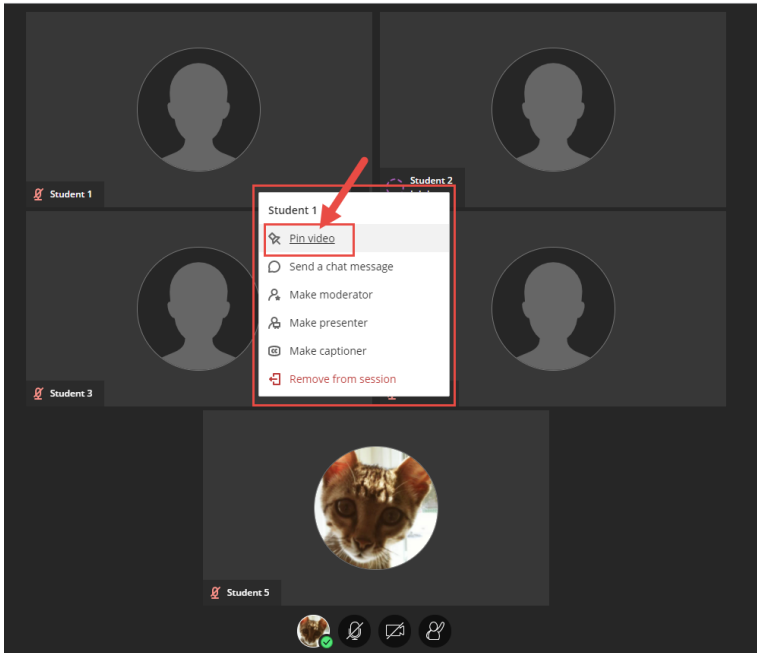 Student 1
Student 2
Student 1
Pin video
Send a chat message
Make moderator
Make presenter
Make captioner
Remove from session
Student 3
Student 5